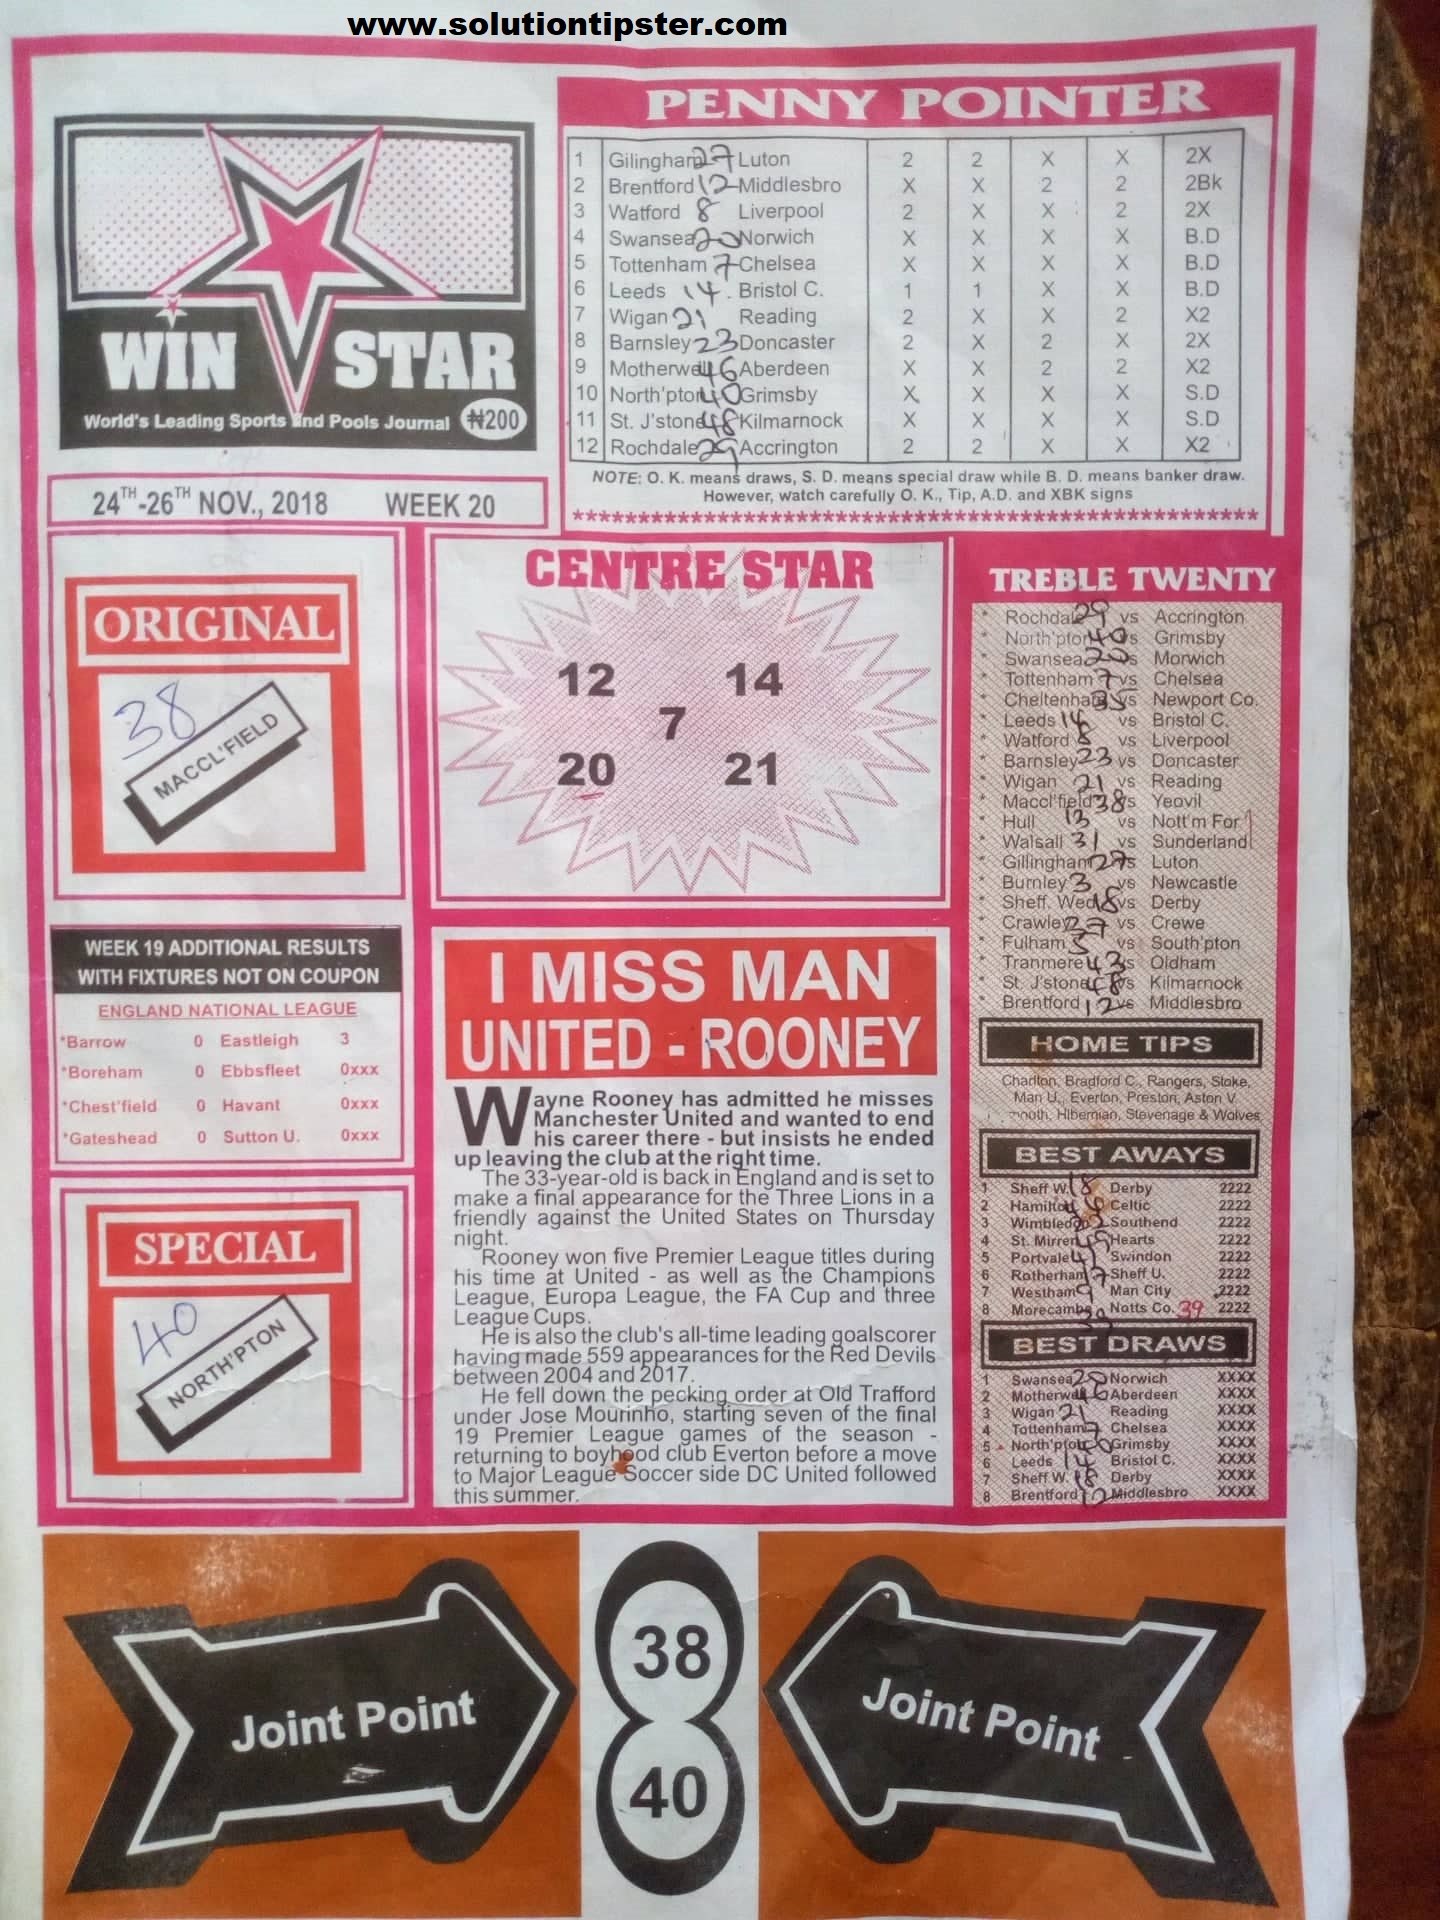 www.solutiontipster.com
PENNY POINTER
1 Gilingham 27 Luton 2 2 X X 2X
2 Brentford 12 Middlesbro X X 2 2 2Bk
3 Watford 8 Liverpool 2 X X 2 2X
4 Swansea 20 Norwich X X X X B.D
5 Tottenham 7 Chelsea X X X X B.D
6 Leeds 14 Bristol C. 1 1 X X B.D
7 Wigan 21 Reading 2 X X 2 X2
8 Barnsley 23 Doncaster 2 X 2 X 2X
9 Motherwell 46 Aberdeen X X 2 2 X2
10 North'pton 40 Grimsby X X X X S.D
11 St. J'stone 48 Kilmarnock X X X X S.D
12 Rochdale 29 Accrington 2 2 X X X2
NOTE: O. K. means draws, S. D. means special draw while B. D. means banker draw.
However, watch carefully O. K., Tip, A.D. and XBK signs
WIN STAR
World's Leading Sports and Pools Journal ₦200
24TH-26TH NOV., 2018 WEEK 20
ORIGINAL
38
MACCL'FIELD
CENTRE STAR
12 14
7
20 21
TREBLE TWENTY
* Rochdale 29 vs Accrington
* North'pton 40 vs Grimsby
* Swansea 20 vs Morwich
* Tottenham 7 vs Chelsea
* Cheltenham 35 vs Newport Co.
* Leeds 14 vs Bristol C.
* Watford 8 vs Liverpool
* Barnsley 23 vs Doncaster
* Wigan 21 vs Reading
* Maccl'field 38 vs Yeovil
* Hull 13 vs Nott'm For
* Walsall 31 vs Sunderland
* Gillingham 27 vs Luton
* Burnley 3 vs Newcastle
* Sheff. Wed 18 vs Derby
* Crawley 37 vs Crewe
* Fulham 5 vs South'pton
* Tranmere 43 vs Oldham
* St. J'stone 48 vs Kilmarnock
* Brentford 12 vs Middlesbro
WEEK 19 ADDITIONAL RESULTS
WITH FIXTURES NOT ON COUPON
ENGLAND NATIONAL LEAGUE
*Barrow 0 Eastleigh 3
*Boreham 0 Ebbsfleet 0xxx
*Chest'field 0 Havant 0xxx
*Gateshead 0 Sutton U. 0xxx
SPECIAL
40
NORTH'PTON
I MISS MAN
UNITED - ROONEY
Wayne Rooney has admitted he misses
Manchester United and wanted to end
his career there - but insists he ended
up leaving the club at the right time.
The 33-year-old is back in England and is set to
make a final appearance for the Three Lions in a
friendly against the United States on Thursday
night.
Rooney won five Premier League titles during
his time at United - as well as the Champions
League, Europa League, the FA Cup and three
League Cups.
He is also the club's all-time leading goalscorer
having made 559 appearances for the Red Devils
between 2004 and 2017.
He fell down the pecking order at Old Trafford
under Jose Mourinho, starting seven of the final
19 Premier League games of the season -
returning to boyhood club Everton before a move
to Major League Soccer side DC United followed
this summer.
HOME TIPS
Charlton, Bradford C., Rangers, Stoke,
Man U., Everton, Preston, Aston V.
Hibernian, Stevenage & Wolves
BEST AWAYS
1 Sheff W. 18 Derby 2222
2 Hamilton Celtic 2222
3 Wimbledon Southend 2222
4 St. Mirren 49 Hearts 2222
5 Portvale 41 Swindon 2222
6 Rotherham Sheff U. 2222
7 Westham 9 Man City 2222
8 Morecambe 39 Notts Co. 39 2222
BEST DRAWS
1 Swansea 20 Norwich XXXX
2 Motherwell 46 Aberdeen XXXX
3 Wigan 21 Reading XXXX
4 Tottenham 7 Chelsea XXXX
5 North'pton 40 Grimsby XXXX
6 Leeds 14 Bristol C. XXXX
7 Sheff W. 18 Derby XXXX
8 Brentford 12 Middlesbro XXXX
Joint Point 38 40 Joint Point